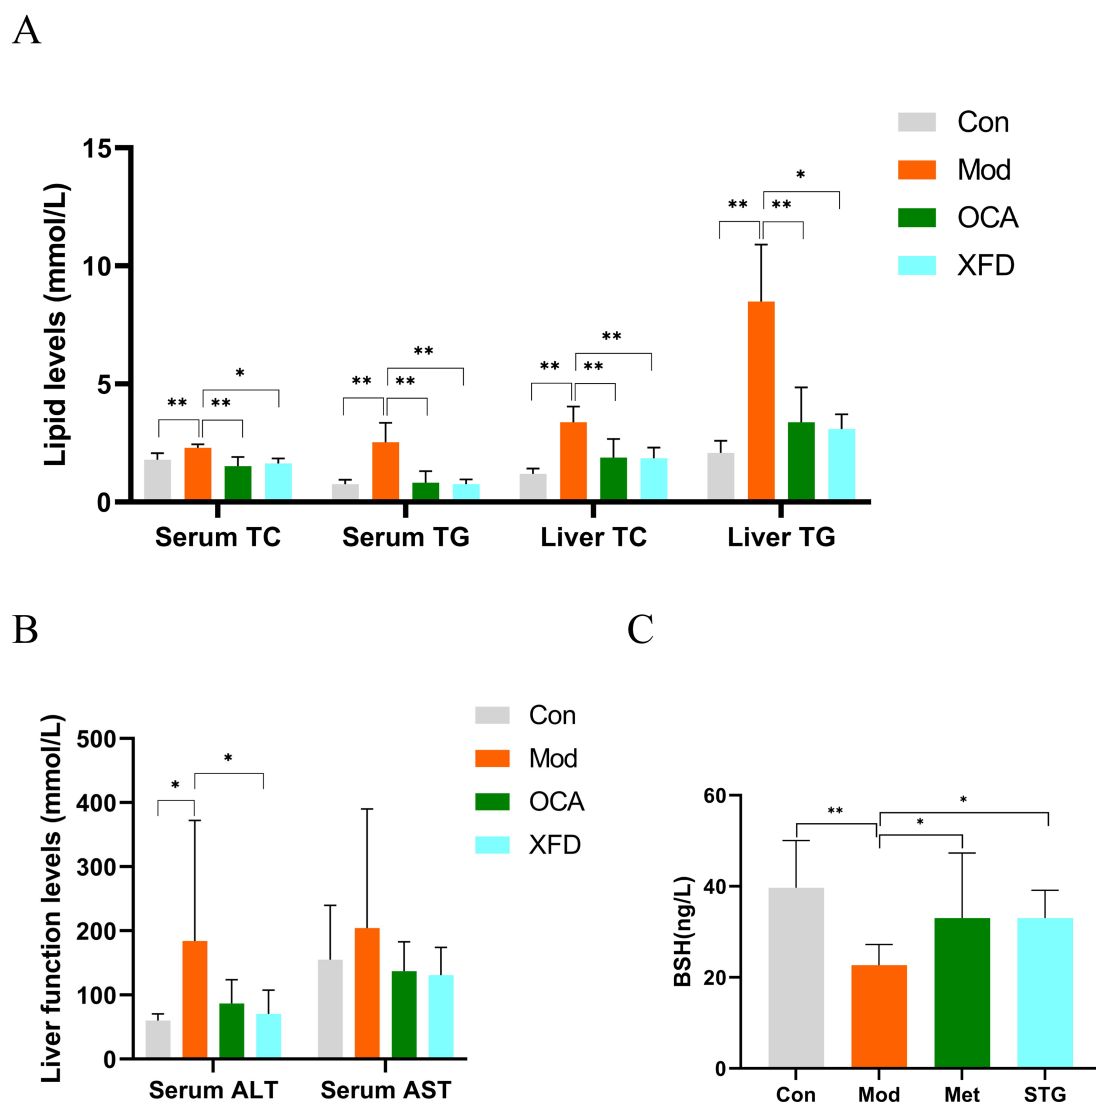 A
Lipid levels (mmol/L)
15
10
5
0
** ** *
** ** **
** ** **
** ** *
Serum TC Serum TG Liver TC Liver TG
Con
Mod
OCA
XFD
B
Liver function levels (mmol/L)
500
400
300
200
100
0
* *
Serum ALT Serum AST
Con
Mod
OCA
XFD
C
BSH(ng/L)
60
40
20
0
** * *
Con Mod Met STG